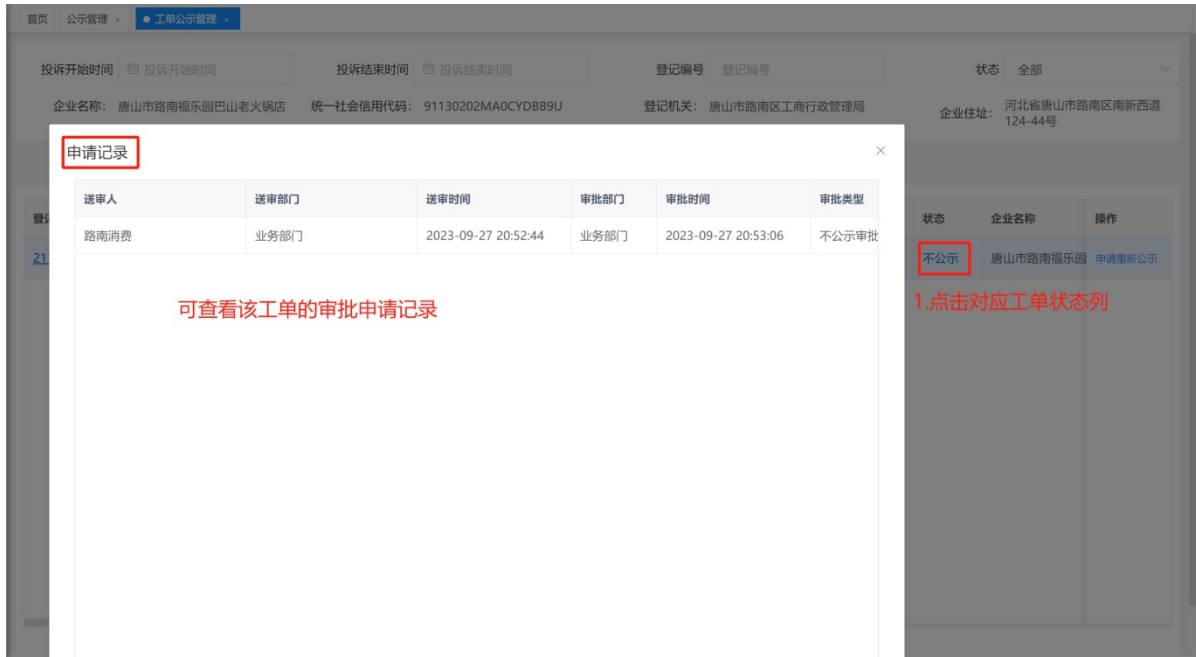 首页 公示管理 × ● 工单公示管理 ×
投诉开始时间 投诉开始时间 投诉结束时间 投诉结束时间 登记编号 登记编号 状态 全部
企业名称： 唐山市路南福乐园巴山老火锅店 统一社会信用代码： 91130202MA0CYDBB9U 登记机关： 唐山市路南区工商行政管理局 企业住址： 河北省唐山市路南区南新西道
124-44号
申请记录 ×
送审人 送审部门 送审时间 审批部门 审批时间 审批类型
路南消费 业务部门 2023-09-27 20:52:44 业务部门 2023-09-27 20:53:06 不公示审批
登 状态 企业名称 操作
21 不公示 唐山市路南福乐园 申请重新公示
可查看该工单的审批申请记录
1.点击对应工单状态列